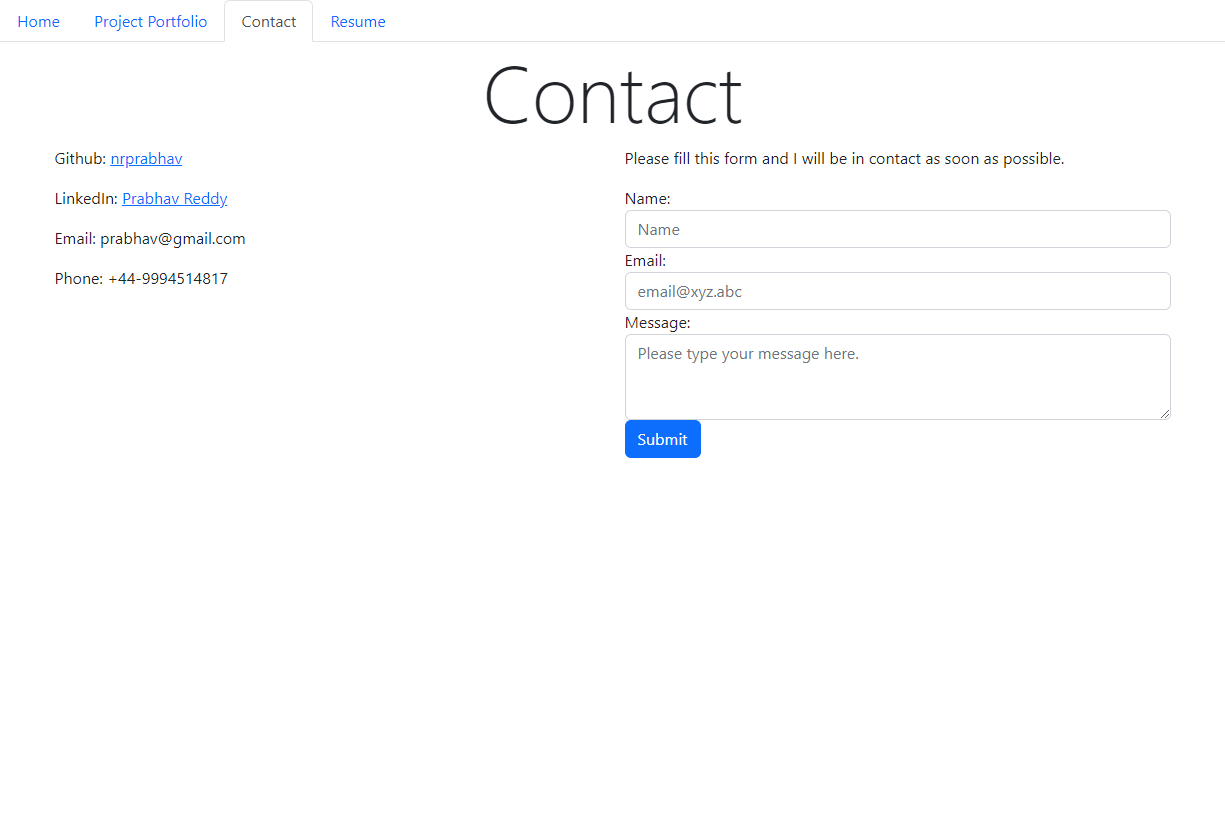 Home Project Portfolio Contact Resume
Contact
Github: nrprabhav
LinkedIn: Prabhav Reddy
Email: prabhav@gmail.com
Phone: +44-9994514817
Please fill this form and I will be in contact as soon as possible.
Name:
Name
Email:
email@xyz.abc
Message:
Please type your message here.
Submit